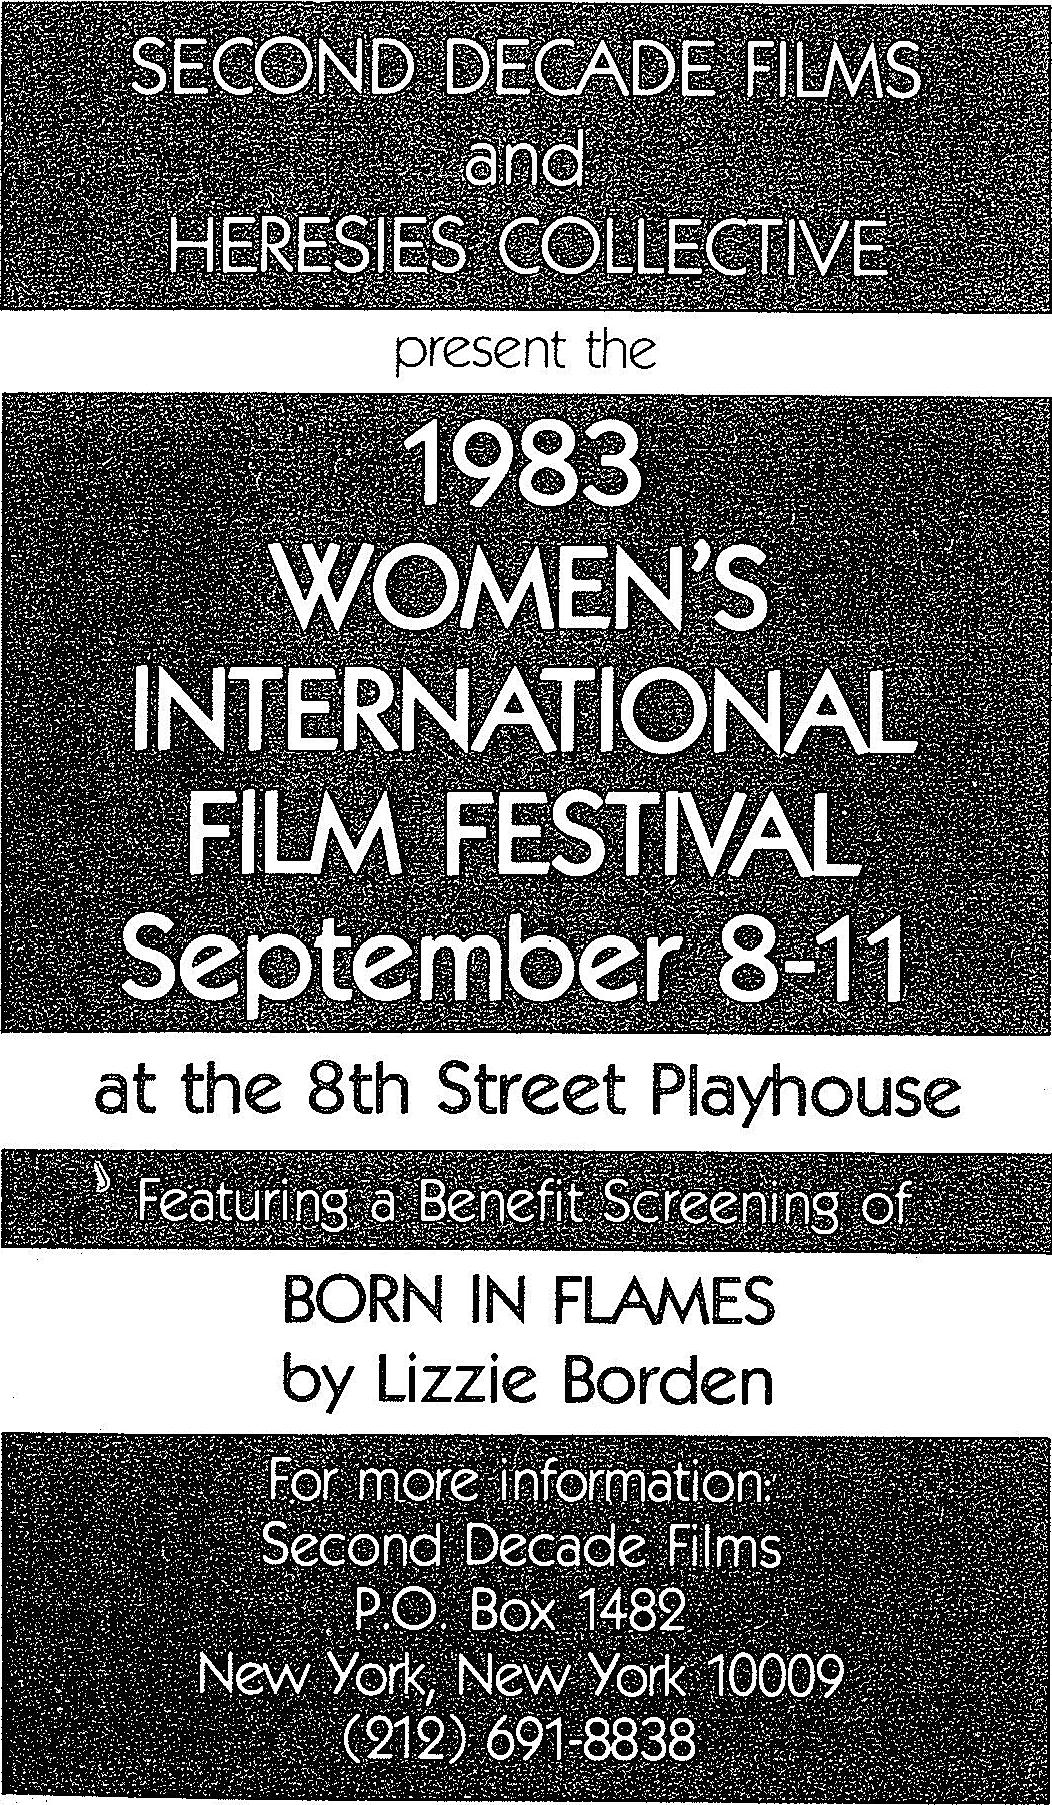 SECOND DECADE FILMS
and
HERESIES COLLECTIVE
present the
1983
WOMEN'S
INTERNATIONAL
FILM FESTIVAL
September 8-11
at the 8th Street Playhouse
Featuring a Benefit Screening of
BORN IN FLAMES
by Lizzie Borden
For more information:
Second Decade Films
P.O. Box 1482
New York, New York 10009
(212) 691-8838